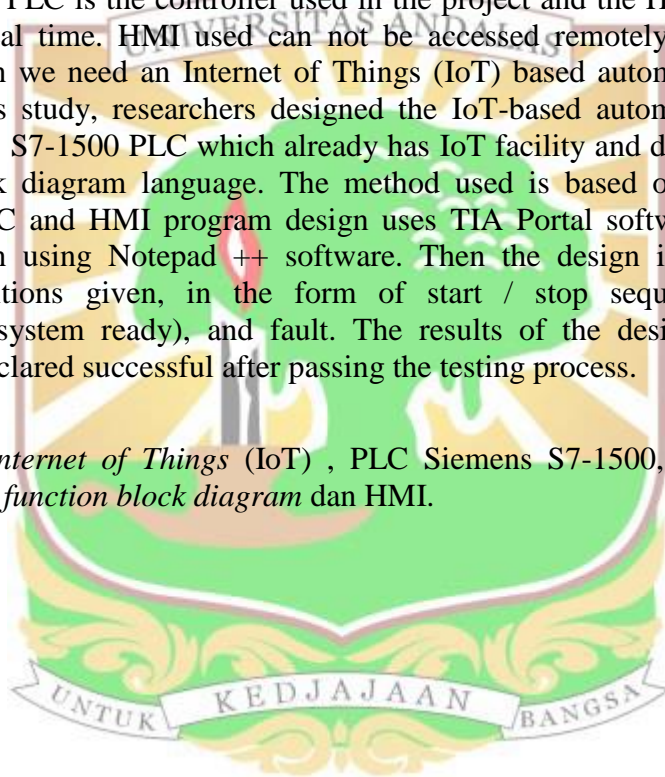 PLC is the controller used in the project and the H
UNIVERSITAS ANDALAS
al time. HMI used can not be accessed remotely
n we need an Internet of Things (IoT) based autom
s study, researchers designed the IoT-based autom
S7-1500 PLC which already has IoT facility and d
k diagram language. The method used is based o
C and HMI program design uses TIA Portal softw
n using Notepad ++ software. Then the design i
itions given, in the form of start / stop sequ
system ready), and fault. The results of the desi
clared successful after passing the testing process.
nternet of Things (IoT) , PLC Siemens S7-1500,
function block diagram dan HMI.
UNTUK KEDJAJAAN BANGSA